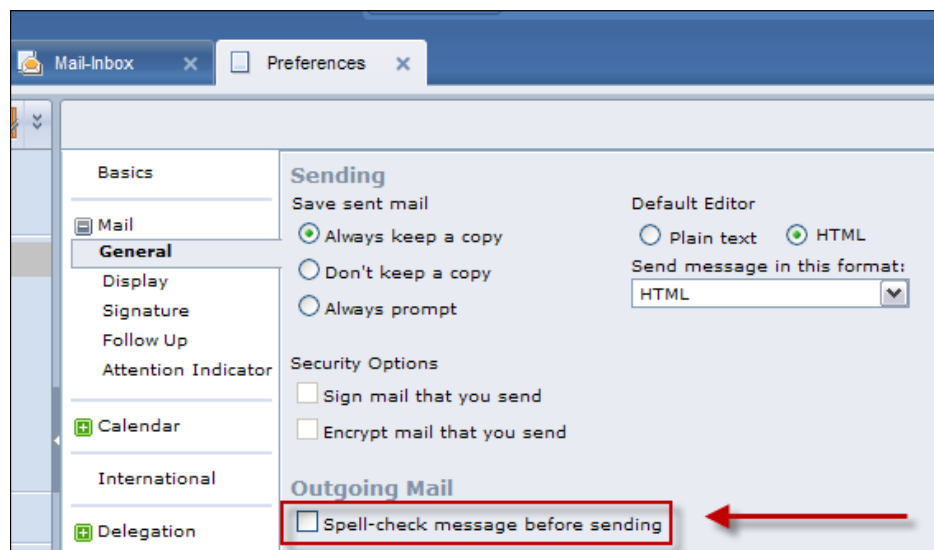 Mail-Inbox
Preferences
Basics
Mail
General
Display
Signature
Follow Up
Attention Indicator
Calendar
International
Delegation
Sending
Save sent mail
Always keep a copy
Don't keep a copy
Always prompt
Default Editor
Plain text HTML
Send message in this format:
HTML
Security Options
Sign mail that you send
Encrypt mail that you send
Outgoing Mail
Spell-check message before sending